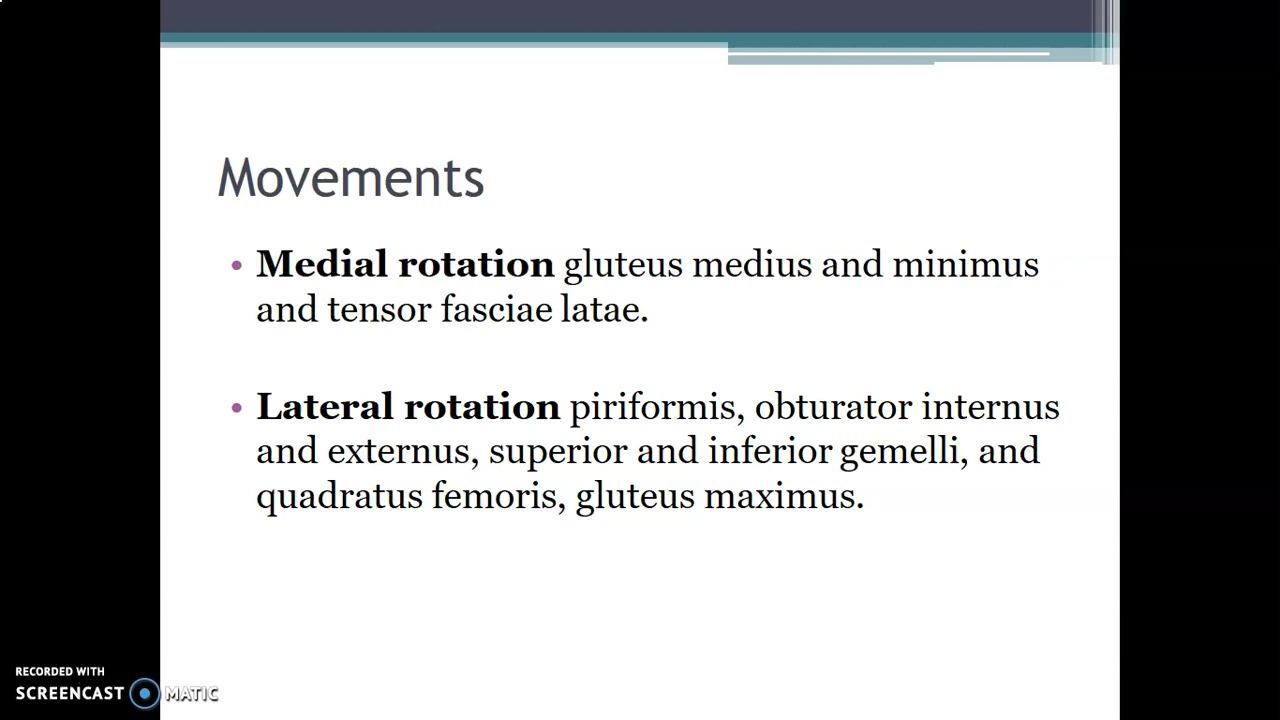 Movements
• Medial rotation gluteus medius and minimus
and tensor fasciae latae.
• Lateral rotation piriformis, obturator internus
and externus, superior and inferior gemelli, and
quadratus femoris, gluteus maximus.
RECORDED WITH
SCREENCAST MATIC